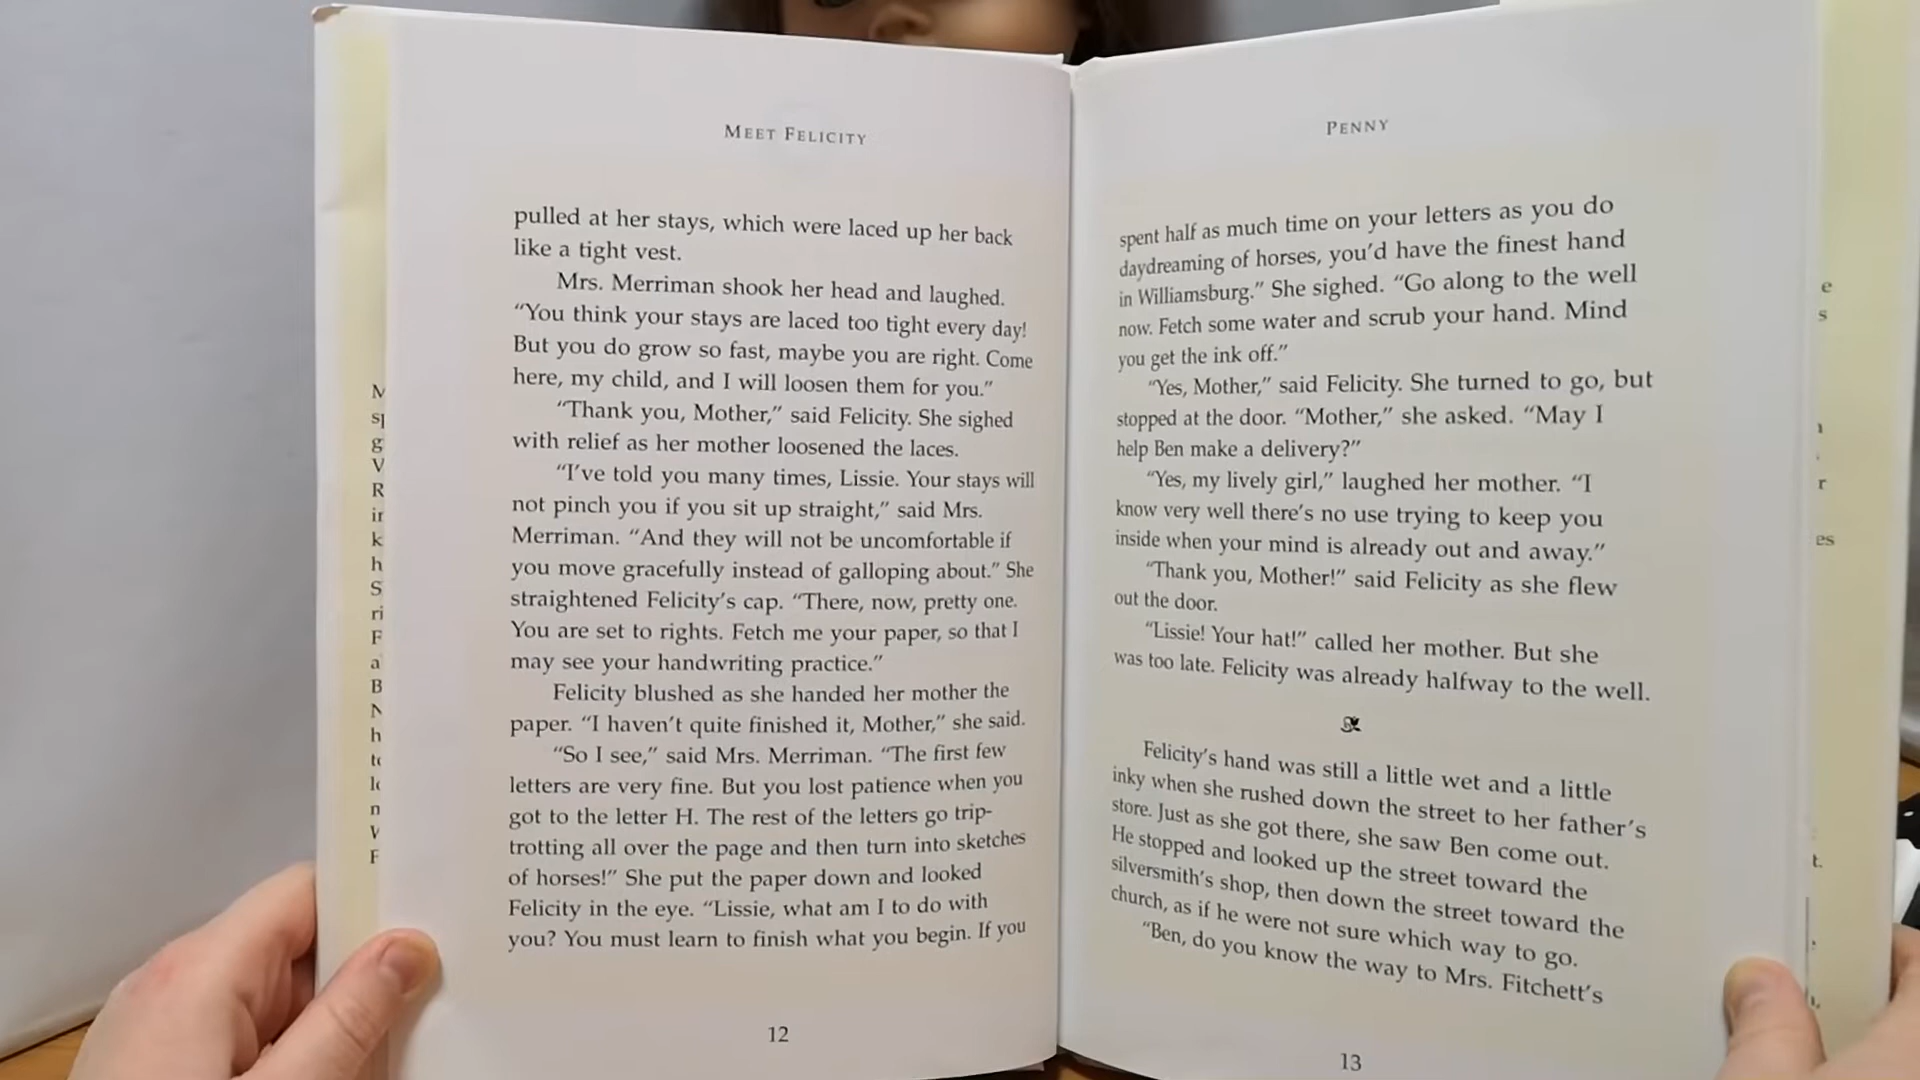 MEET FELICITY
pulled at her stays, which were laced up her back
like a tight vest.
Mrs. Merriman shook her head and laughed.
“You think your stays are laced too tight every day!
But you do grow so fast, maybe you are right. Come
here, my child, and I will loosen them for you.”
“Thank you, Mother,” said Felicity. She sighed
with relief as her mother loosened the laces.
“I’ve told you many times, Lissie. Your stays will
not pinch you if you sit up straight,” said Mrs.
Merriman. “And they will not be uncomfortable if
you move gracefully instead of galloping about.” She
straightened Felicity’s cap. “There, now, pretty one.
You are set to rights. Fetch me your paper, so that I
may see your handwriting practice.”
Felicity blushed as she handed her mother the
paper. “I haven’t quite finished it, Mother,” she said.
“So I see,” said Mrs. Merriman. “The first few
letters are very fine. But you lost patience when you
got to the letter H. The rest of the letters go trip-
trotting all over the page and then turn into sketches
of horses!” She put the paper down and looked
Felicity in the eye. “Lissie, what am I to do with
you? You must learn to finish what you begin. If you
12
PENNY
spent half as much time on your letters as you do
daydreaming of horses, you’d have the finest hand
in Williamsburg.” She sighed. “Go along to the well
now. Fetch some water and scrub your hand. Mind
you get the ink off.”
“Yes, Mother,” said Felicity. She turned to go, but
stopped at the door. “Mother,” she asked. “May I
help Ben make a delivery?”
“Yes, my lively girl,” laughed her mother. “I
know very well there’s no use trying to keep you
inside when your mind is already out and away.”
“Thank you, Mother!” said Felicity as she flew
out the door.
“Lissie! Your hat!” called her mother. But she
was too late. Felicity was already halfway to the well.
Felicity’s hand was still a little wet and a little
inky when she rushed down the street to her father’s
store. Just as she got there, she saw Ben come out.
He stopped and looked up the street toward the
silversmith’s shop, then down the street toward the
church, as if he were not sure which way to go.
“Ben, do you know the way to Mrs. Fitchett’s
13